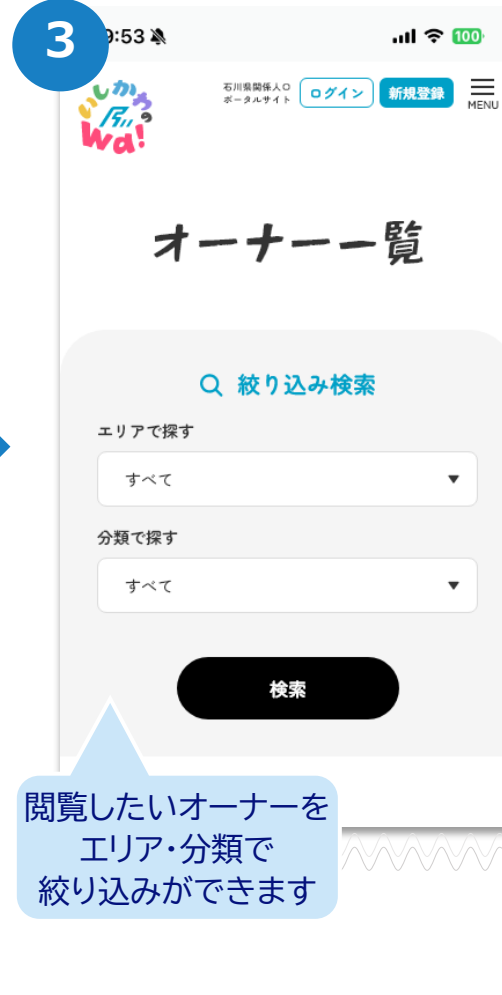 3
9:53
100
いしかわの
Wa!
石川県関係人口
ポータルサイト
ログイン
新規登録
MENU
オーナー一覧
絞り込み検索
エリアで探す
すべて
分類で探す
すべて
検索
閲覧したいオーナーを
エリア・分類で
絞り込みができます